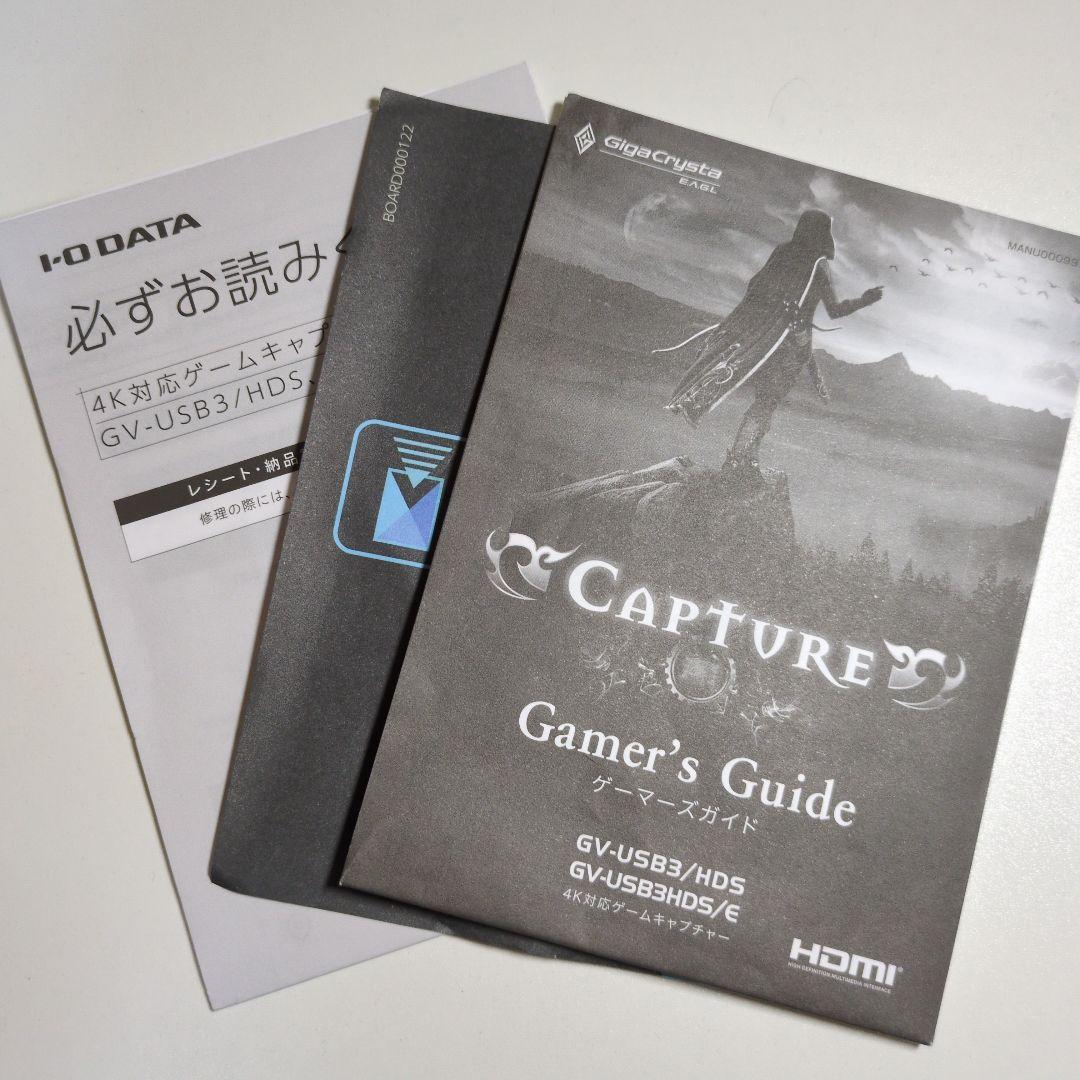 I-O DATA
必ずお読みく
4K対応ゲームキャプ
GV-USB3/HDS、
レシート・納品
修理の際には、
BOARD000122
GigaCrysta
E.A.G.L
MANU00099
CAPTURE
Gamer's Guide
ゲーマーズガイド
GV-USB3/HDS
GV-USB3HDS/E
4K対応ゲームキャプチャー
HDMI
HIGH DEFINITION MULTIMEDIA INTERFACE